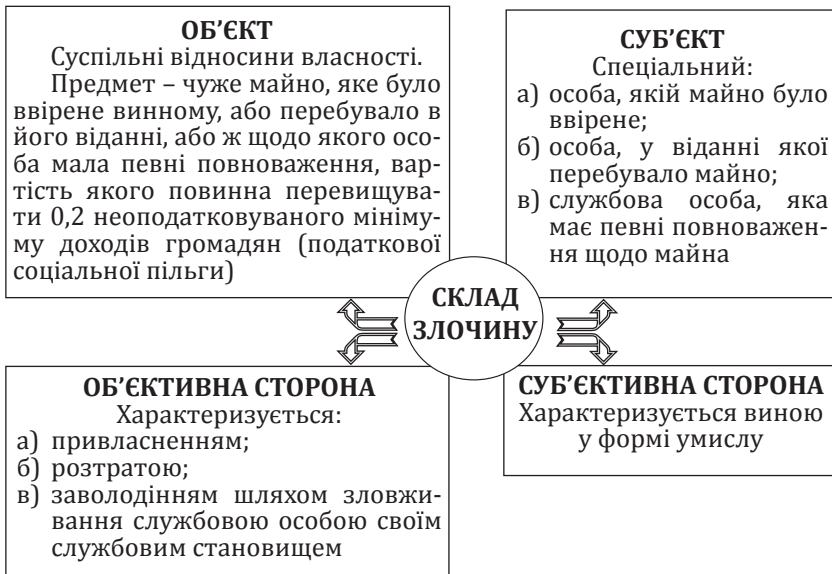 ОБ’ЄКТ
Суспільні відносини власності.
Предмет – чуже майно, яке було
ввірене винному, або перебувало в
його віданні, або ж щодо якого осо-
ба мала певні повноваження, вар-
тість якого повинна перевищува-
ти 0,2 неоподатковуваного мініму-
му доходів громадян (податкової
соціальної пільги)
СУБ’ЄКТ
Спеціальний:
а) особа, якій майно було
ввірене;
б) особа, у віданні якої
перебувало майно;
в) службова особа, яка
має певні повноважен-
ня щодо майна
СКЛАД
ЗЛОЧИНУ
ОБ’ЄКТИВНА СТОРОНА
Характеризується:
а) привласненням;
б) розтратою;
в) заволодінням шляхом зловжи-
вання службовою особою своїм
службовим становищем
СУБ’ЄКТИВНА СТОРОНА
Характеризується виною
у формі умислу